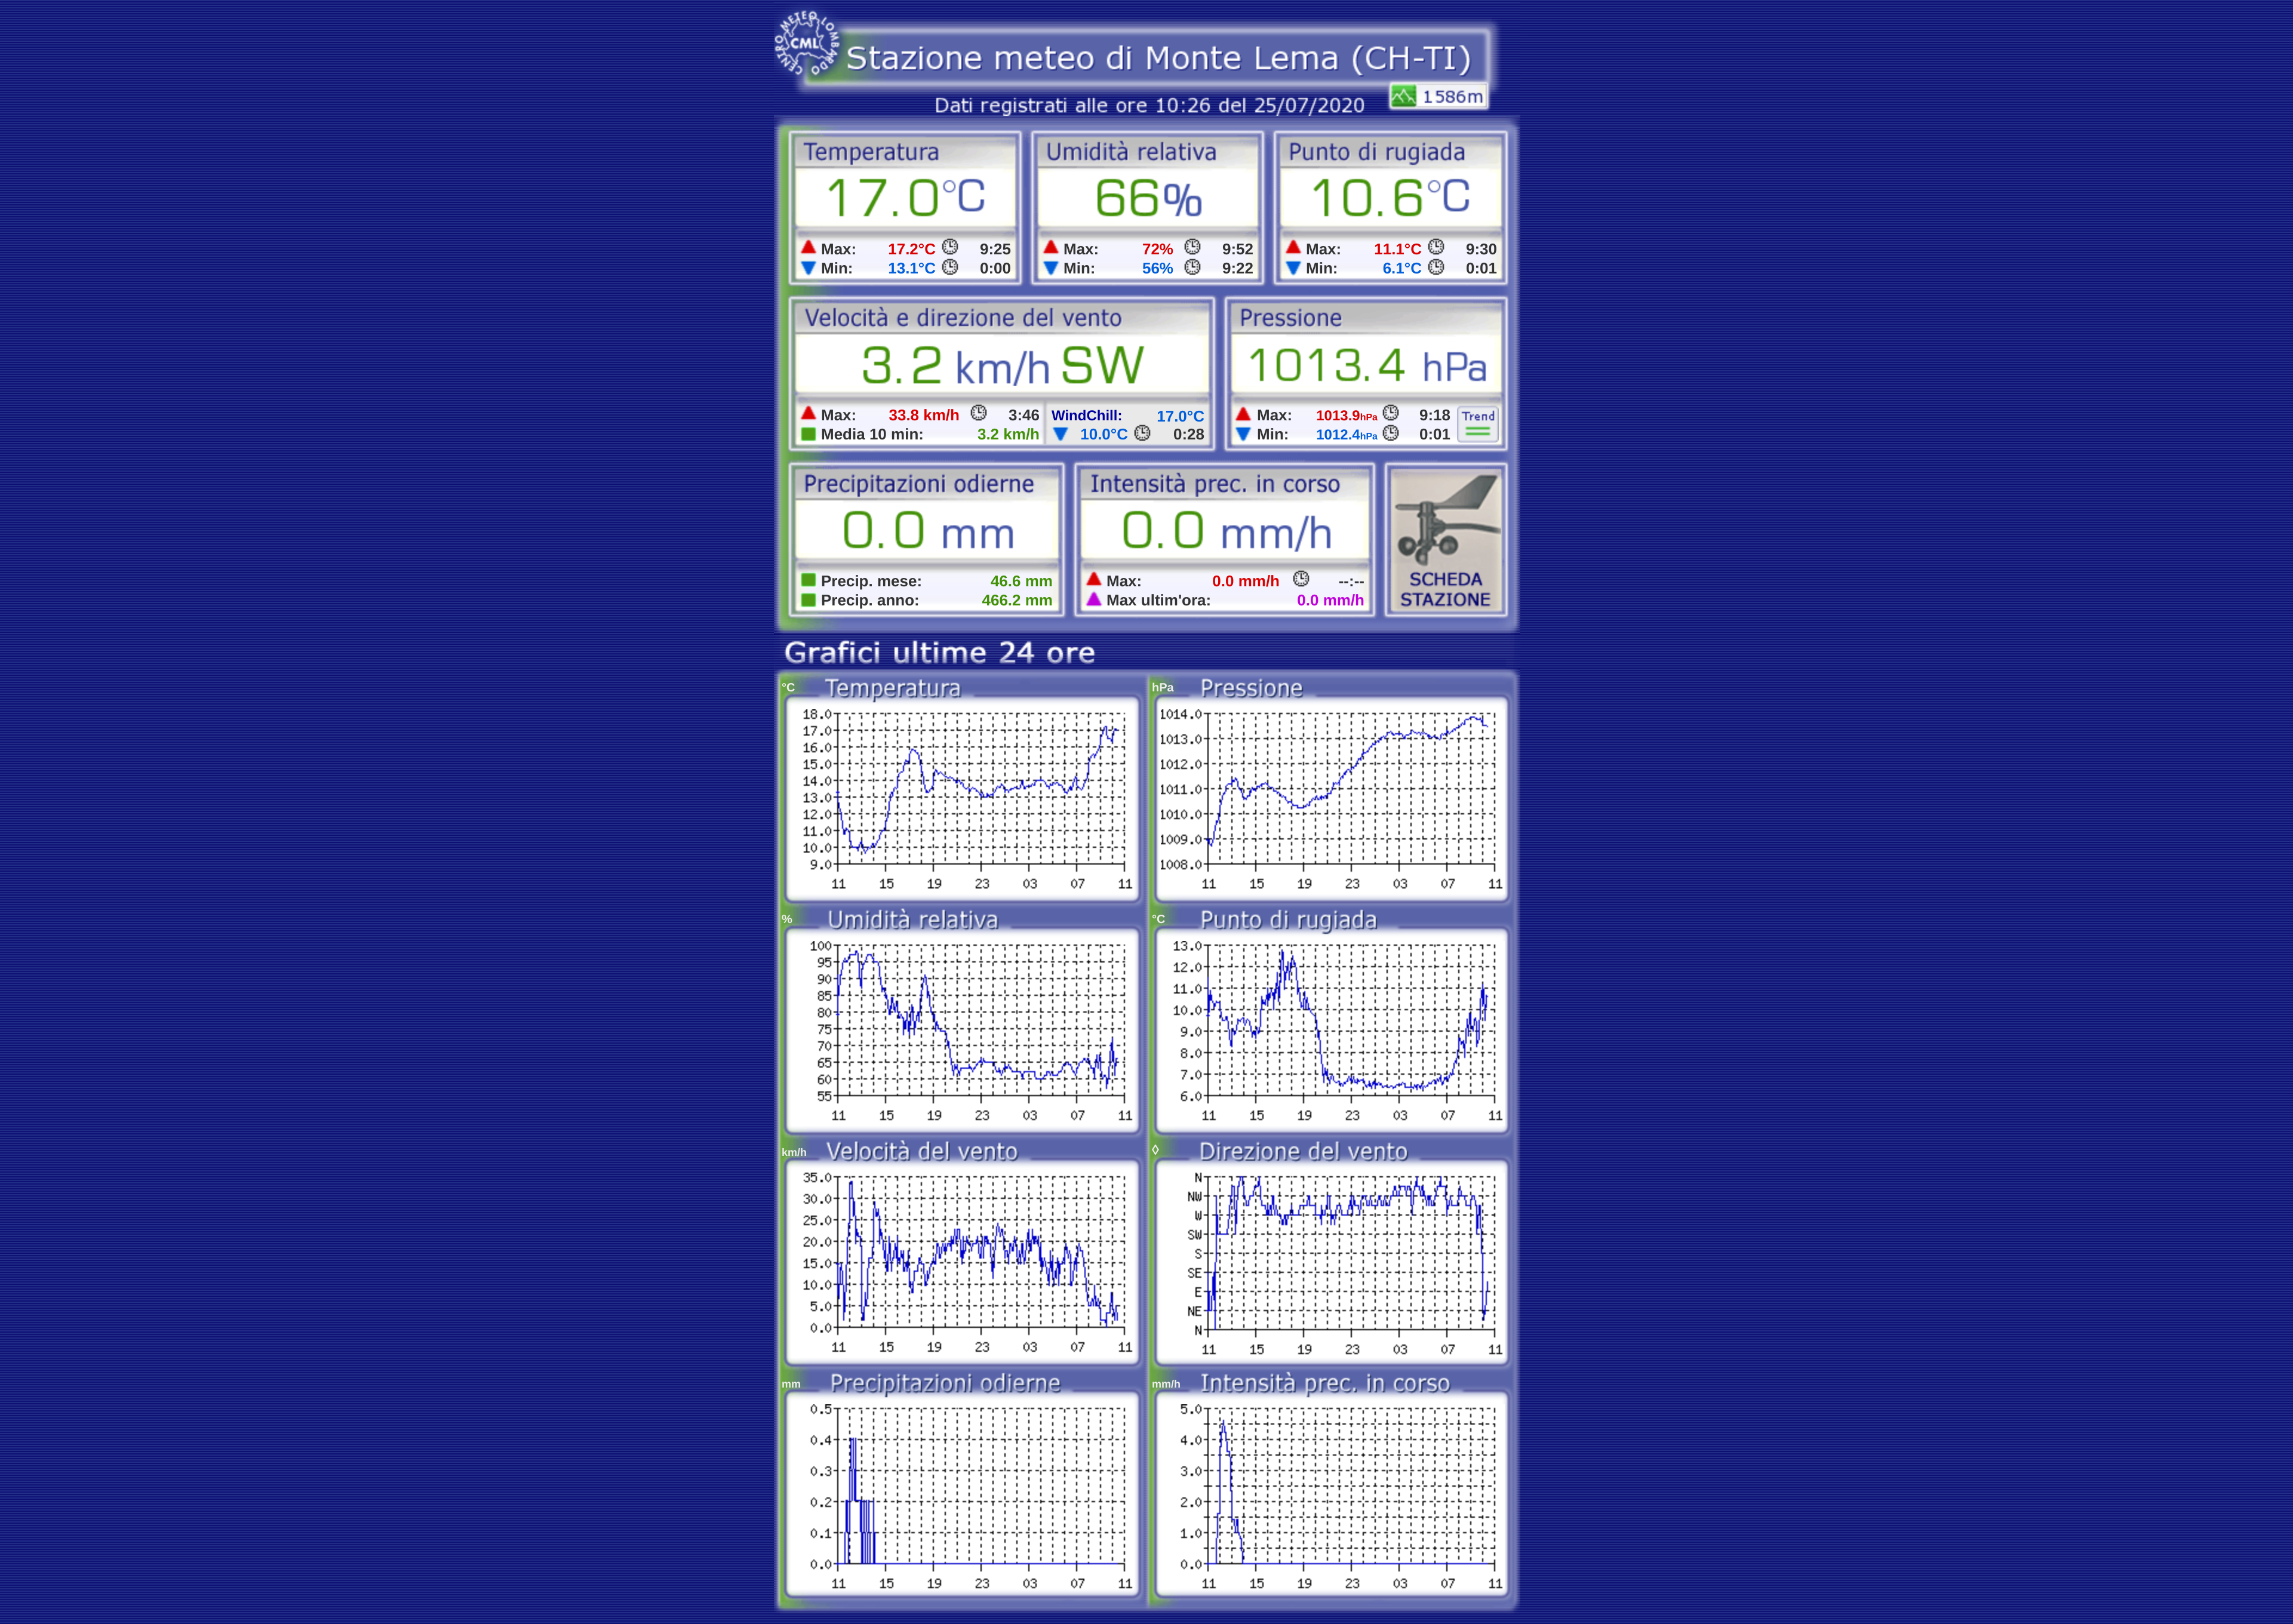 CENTRO METEO LOMBARDO
CML
Stazione meteo di Monte Lema (CH-TI)
1586m
Dati registrati alle ore 10:26 del 25/07/2020
Temperatura
17.0°C
Max: 17.2°C 9:25
Min: 13.1°C 0:00
Umidità relativa
66%
Max: 72% 9:52
Min: 56% 9:22
Punto di rugiada
10.6°C
Max: 11.1°C 9:30
Min: 6.1°C 0:01
Velocità e direzione del vento
3.2 km/h SW
Max: 33.8 km/h 3:46
Media 10 min: 3.2 km/h
WindChill: 17.0°C
10.0°C 0:28
Pressione
1013.4 hPa
Max: 1013.9hPa 9:18
Min: 1012.4hPa 0:01
Trend
Precipitazioni odierne
0.0 mm
Precip. mese: 46.6 mm
Precip. anno: 466.2 mm
Intensità prec. in corso
0.0 mm/h
Max: 0.0 mm/h --:--
Max ultim'ora: 0.0 mm/h
SCHEDA
STAZIONE
Grafici ultime 24 ore
°C Temperatura
18.0
17.0
16.0
15.0
14.0
13.0
12.0
11.0
10.0
9.0
11 15 19 23 03 07 11
hPa Pressione
1014.0
1013.0
1012.0
1011.0
1010.0
1009.0
1008.0
11 15 19 23 03 07 11
% Umidità relativa
100
95
90
85
80
75
70
65
60
55
11 15 19 23 03 07 11
°C Punto di rugiada
13.0
12.0
11.0
10.0
9.0
8.0
7.0
6.0
11 15 19 23 03 07 11
km/h Velocità del vento
35.0
30.0
25.0
20.0
15.0
10.0
5.0
0.0
11 15 19 23 03 07 11
◊ Direzione del vento
N
NW
W
SW
S
SE
E
NE
N
11 15 19 23 03 07 11
mm Precipitazioni odierne
0.5
0.4
0.3
0.2
0.1
0.0
11 15 19 23 03 07 11
mm/h Intensità prec. in corso
5.0
4.0
3.0
2.0
1.0
0.0
11 15 19 23 03 07 11